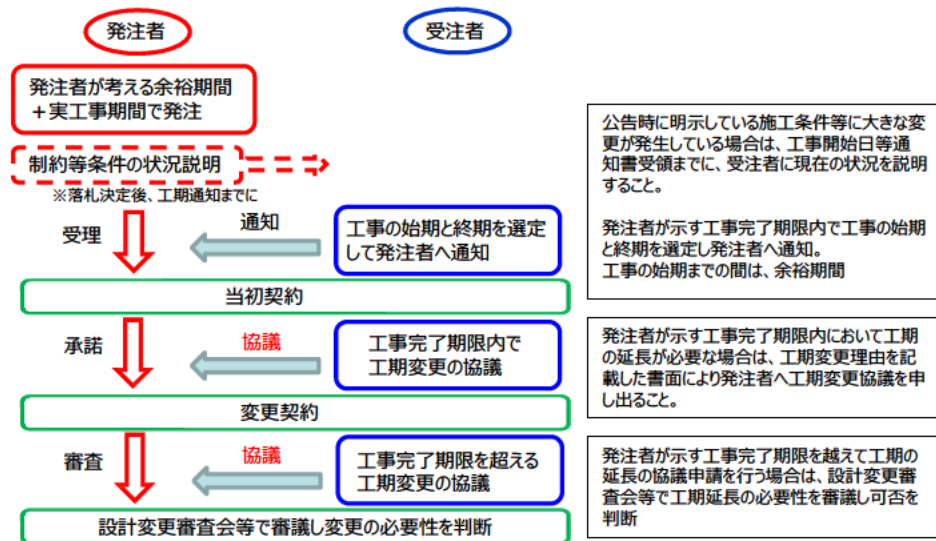 発注者
受注者
発注者が考える余裕期間
+実工事期間で発注
制約等条件の状況説明
※落札決定後、工期通知までに
受理
通知
工事の始期と終期を選定
して発注者へ通知
当初契約
承諾
協議
工事完了期限内で
工期変更の協議
変更契約
審査
協議
工事完了期限を超える
工期変更の協議
設計変更審査会等で審議し変更の必要性を判断
公告時に明示している施工条件等に大きな変
更が発生している場合は、工事開始日等通
知書受領までに、受注者に現在の状況を説明
すること。
発注者が示す工事完了期限内で工事の始期
と終期を選定し発注者へ通知。
工事の始期までの間は、余裕期間
発注者が示す工事完了期限内において工期
の延長が必要な場合は、工期変更理由を記
載した書面により発注者へ工期変更協議を申
し出ること。
発注者が示す工事完了期限を越えて工期の
延長の協議申請を行う場合は、設計変更審
査会等で工期延長の必要性を審議し可否を
判断